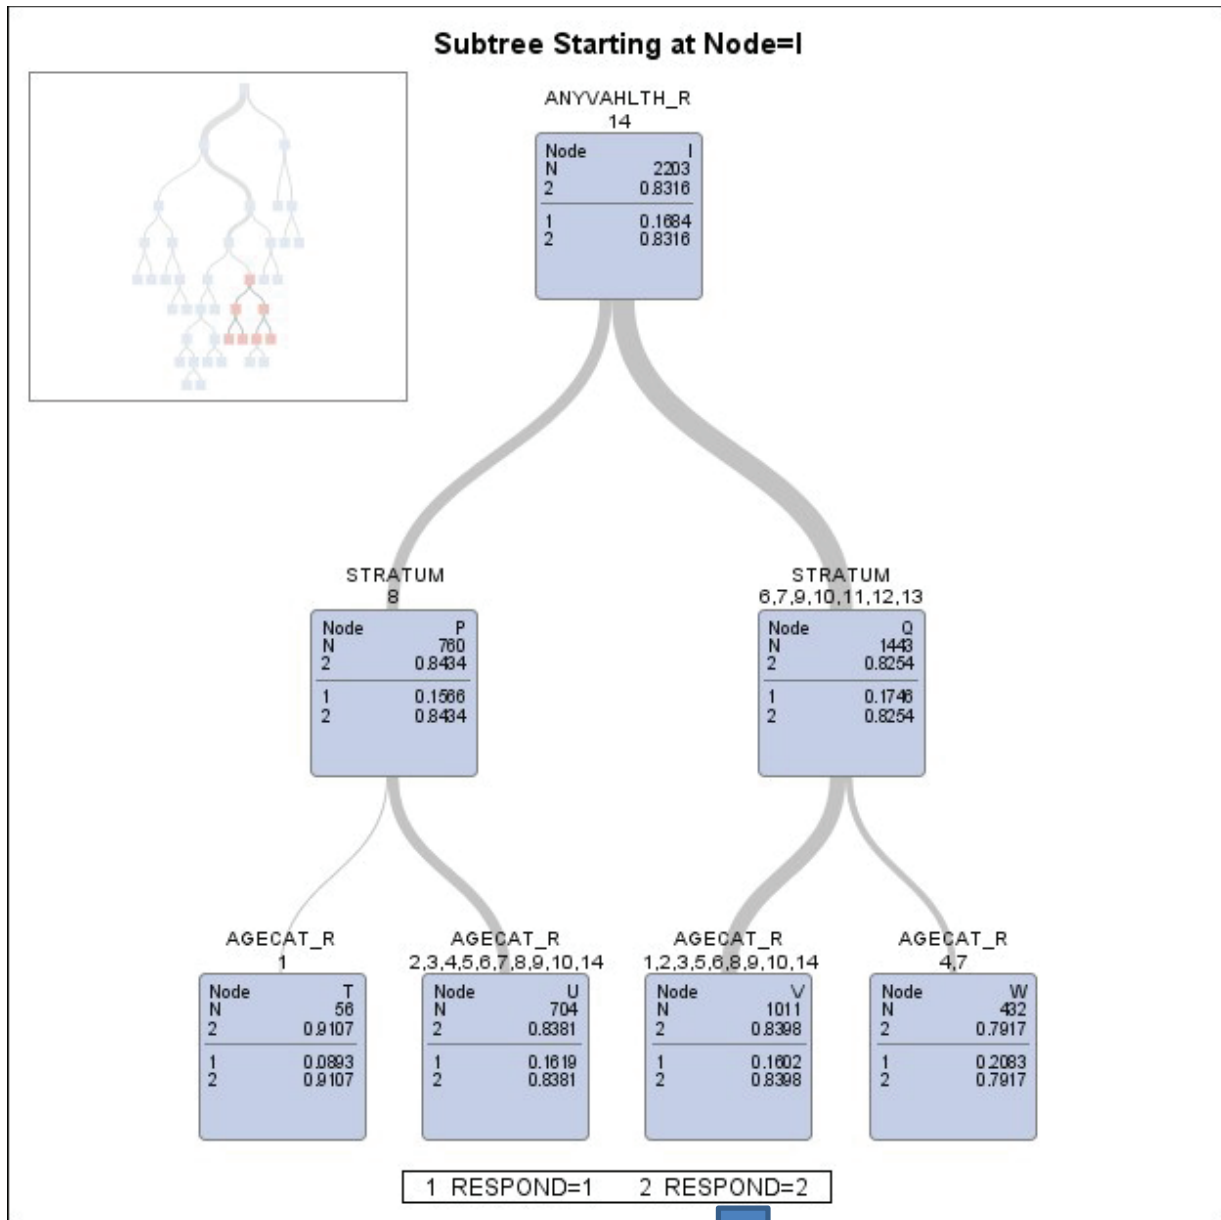 Subtree Starting at Node=I
ANYVAHLTH_R
14
Node I
N 2203
2 0.8316
1 0.1684
2 0.8316
STRATUM
8
Node P
N 760
2 0.8434
1 0.1566
2 0.8434
STRATUM
6,7,9,10,11,12,13
Node Q
N 1443
2 0.8254
1 0.1746
2 0.8254
AGECAT_R
1
Node T
N 56
2 0.9107
1 0.0893
2 0.9107
AGECAT_R
2,3,4,5,6,7,8,9,10,14
Node U
N 704
2 0.8381
1 0.1619
2 0.8381
AGECAT_R
1,2,3,5,6,8,9,10,14
Node V
N 1011
2 0.8398
1 0.1602
2 0.8398
AGECAT_R
4,7
Node W
N 432
2 0.7917
1 0.2083
2 0.7917
1 RESPOND=1 2 RESPOND=2